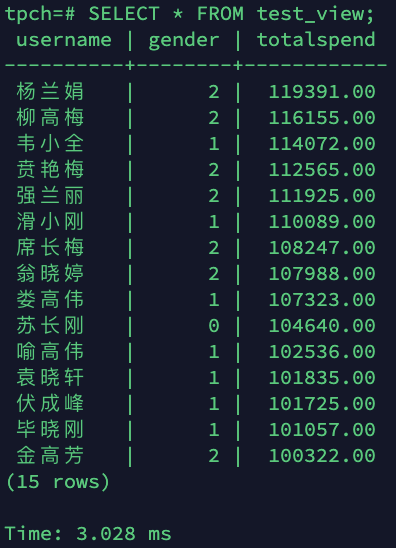 tpch=# SELECT * FROM test_view;
 username | gender | totalspend
----------+--------+------------
 杨兰娟   |      2 |  119391.00
 柳高梅   |      2 |  116155.00
 韦小全   |      1 |  114072.00
 贲艳梅   |      2 |  112565.00
 强兰丽   |      2 |  111925.00
 滑小刚   |      1 |  110089.00
 席长梅   |      2 |  108247.00
 翁晓婷   |      2 |  107988.00
 娄高伟   |      1 |  107323.00
 苏长刚   |      0 |  104640.00
 喻高伟   |      1 |  102536.00
 袁晓轩   |      1 |  101835.00
 伏成峰   |      1 |  101725.00
 毕晓刚   |      1 |  101057.00
 金高芳   |      2 |  100322.00
(15 rows)
Time: 3.028 ms